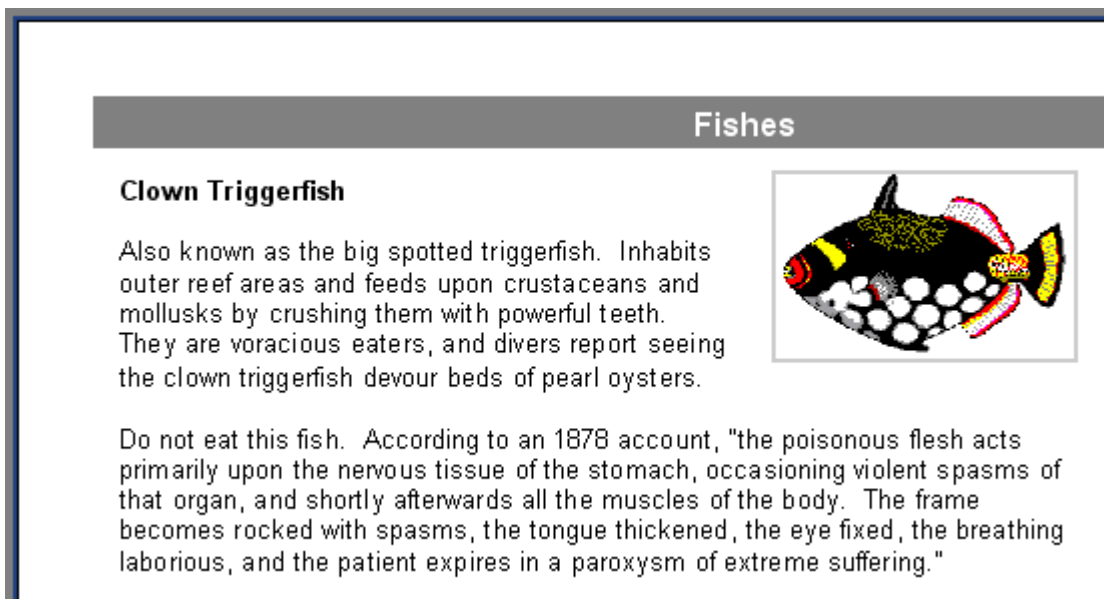 Fishes
Clown Triggerfish
Also known as the big spotted triggerfish.  Inhabits
outer reef areas and feeds upon crustaceans and
mollusks by crushing them with powerful teeth.
They are voracious eaters, and divers report seeing
the clown triggerfish devour beds of pearl oysters.
Do not eat this fish.  According to an 1878 account, "the poisonous flesh acts
primarily upon the nervous tissue of the stomach, occasioning violent spasms of
that organ, and shortly afterwards all the muscles of the body.  The frame
becomes rocked with spasms, the tongue thickened, the eye fixed, the breathing
laborious, and the patient expires in a paroxysm of extreme suffering."